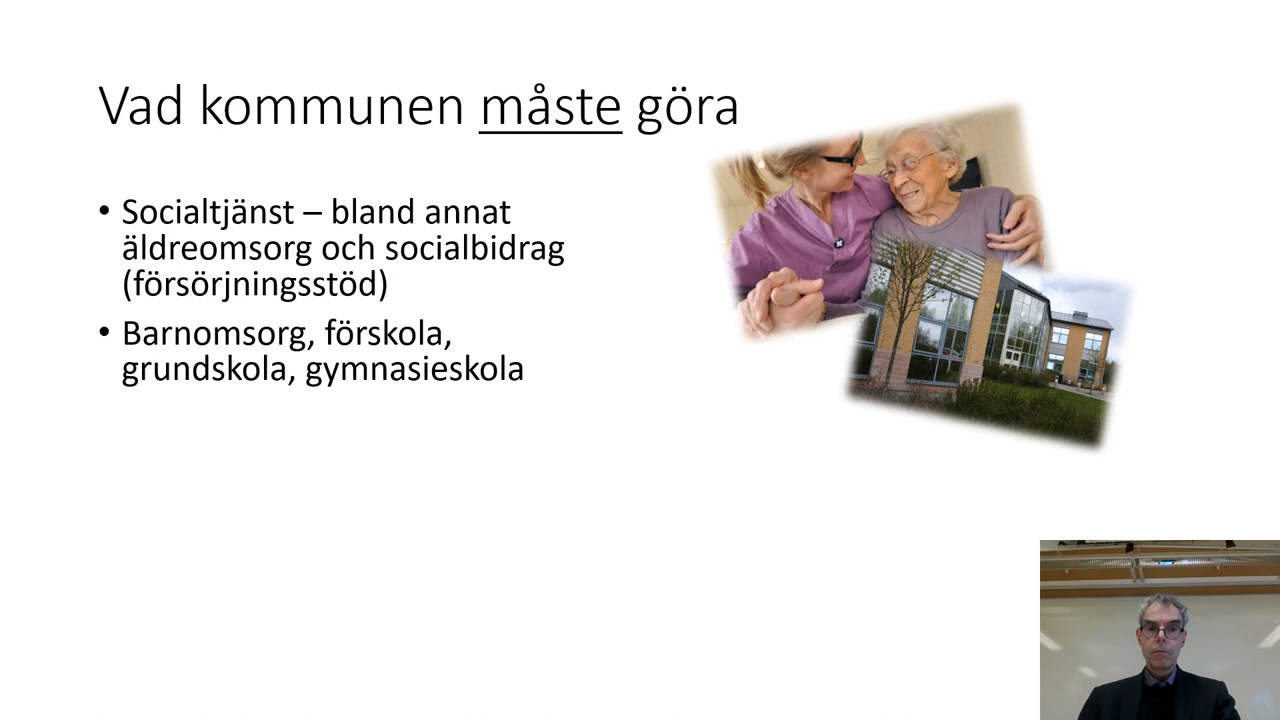 Vad kommunen måste göra
• Socialtjänst – bland annat
äldreomsorg och socialbidrag
(försörjningsstöd)
• Barnomsorg, förskola,
grundskola, gymnasieskola